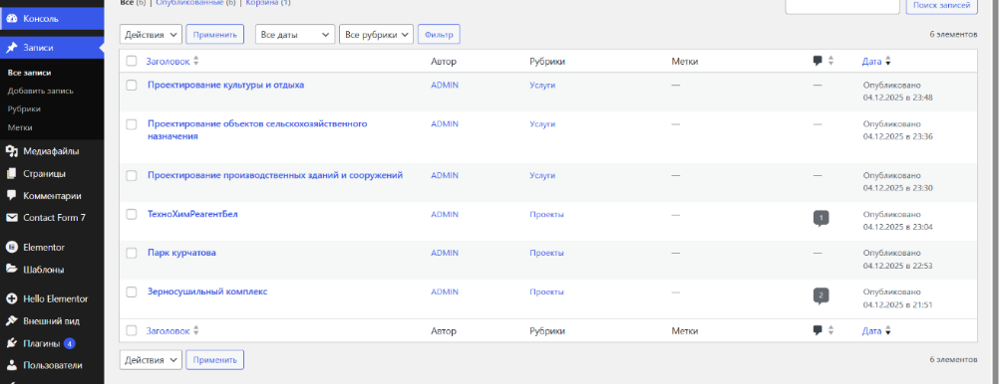 Все (6) | Опубликованные (6) | Корзина (1)
Поиск записей
Консоль
Записи
Все записи
Добавить запись
Рубрики
Метки
Медиафайлы
Страницы
Комментарии
Contact Form 7
Elementor
Шаблоны
Hello Elementor
Внешний вид
Плагины 4
Пользователи
Действия Применить Все даты Все рубрики Фильтр 6 элементов
Заголовок Автор Рубрики Метки Дата
Проектирование культуры и отдыха ADMIN Услуги — — Опубликовано
04.12.2025 в 23:48
Проектирование объектов сельскохозяйственного ADMIN Услуги — — Опубликовано
назначения 04.12.2025 в 23:36
Проектирование производственных зданий и сооружений ADMIN Услуги — — Опубликовано
04.12.2025 в 23:30
ТехноХимРеагентБел ADMIN Проекты — 1 Опубликовано
04.12.2025 в 23:04
Парк курчатова ADMIN Проекты — — Опубликовано
04.12.2025 в 22:53
Зерносушильный комплекс ADMIN Проекты — 2 Опубликовано
04.12.2025 в 21:51
Заголовок Автор Рубрики Метки Дата
Действия Применить 6 элементов